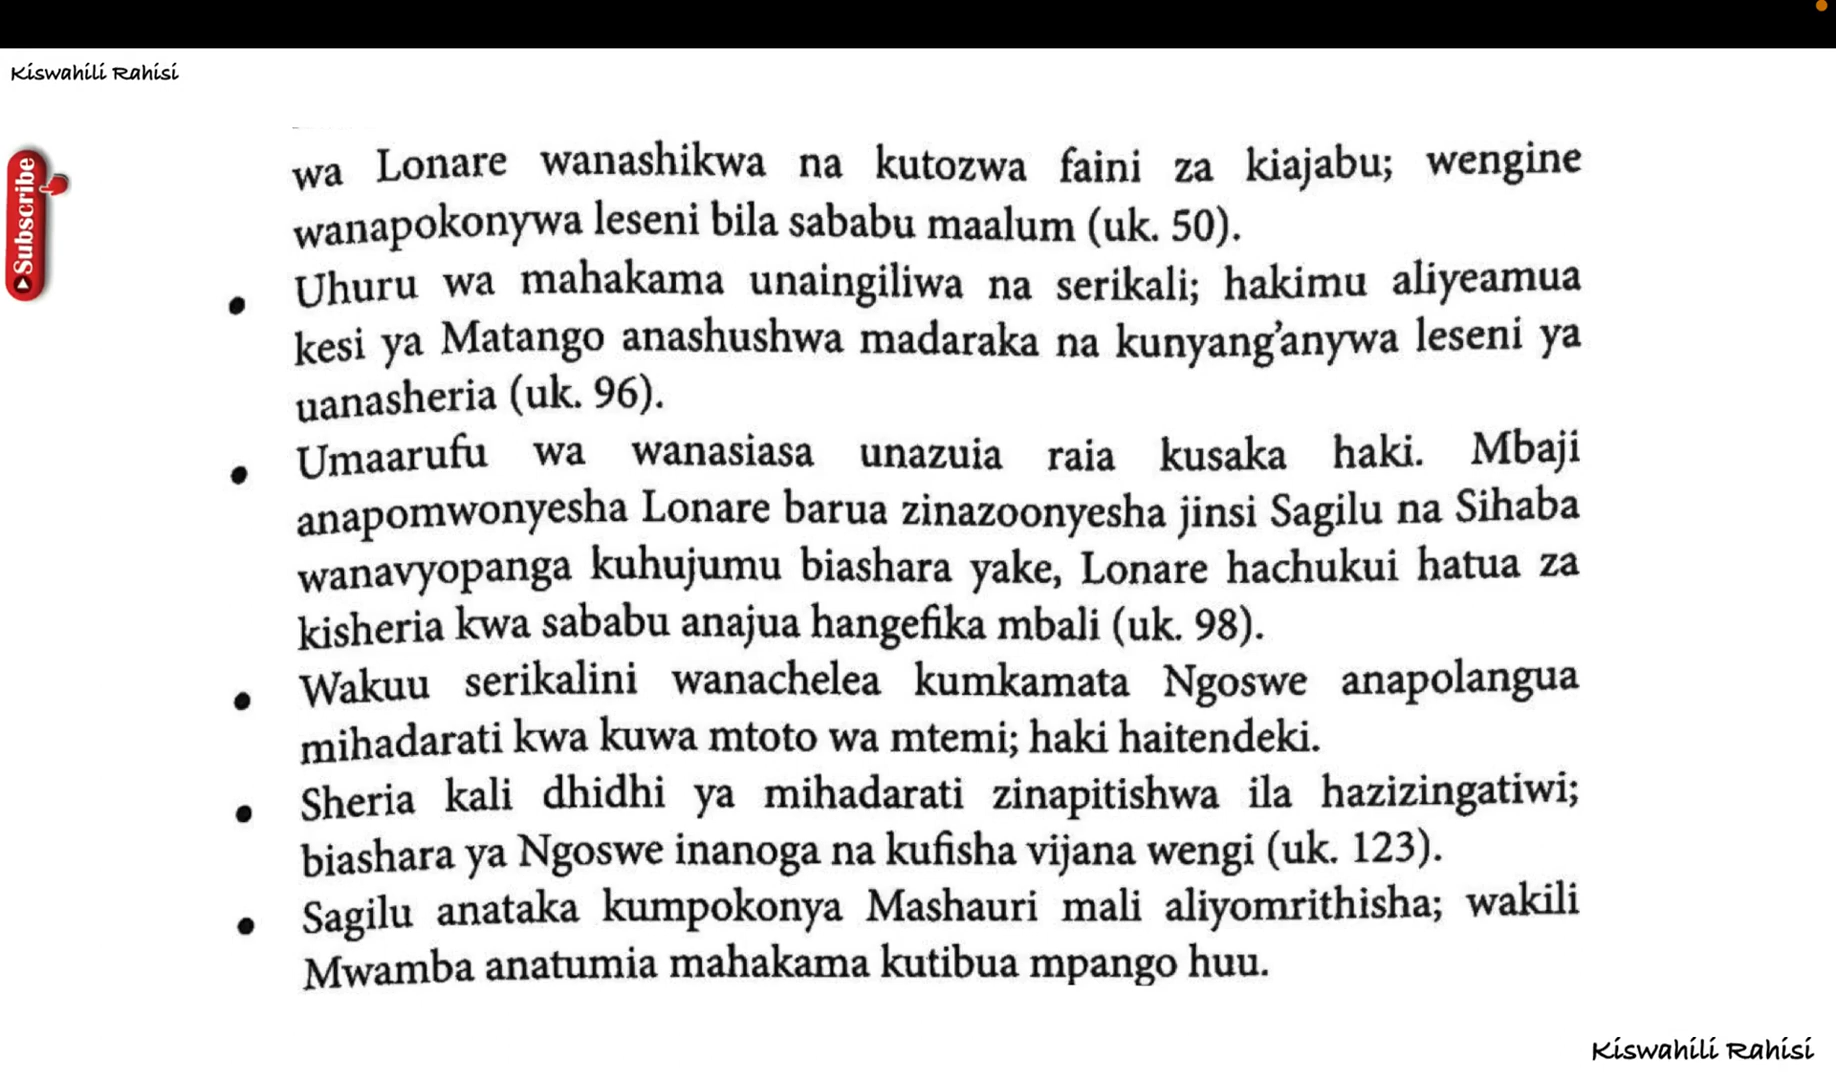 Kiswahili Rahisi
Subscribe
wa Lonare wanashikwa na kutozwa faini za kiajabu; wengine
wanapokonywa leseni bila sababu maalum (uk. 50).
• Uhuru wa mahakama unaingiliwa na serikali; hakimu aliyeamua
kesi ya Matango anashushwa madaraka na kunyang'anywa leseni ya
uanasheria (uk. 96).
• Umaarufu wa wanasiasa unazuia raia kusaka haki. Mbaji
anapomwonyesha Lonare barua zinazoonyesha jinsi Sagilu na Sihaba
wanavyopanga kuhujumu biashara yake, Lonare hachukui hatua za
kisheria kwa sababu anajua hangefika mbali (uk. 98).
• Wakuu serikalini wanachelea kumkamata Ngoswe anapolangua
mihadarati kwa kuwa mtoto wa mtemi; haki haitendeki.
• Sheria kali dhidhi ya mihadarati zinapitishwa ila hazizingatiwi;
biashara ya Ngoswe inanoga na kufisha vijana wengi (uk. 123).
• Sagilu anataka kumpokonya Mashauri mali aliyomrithisha; wakili
Mwamba anatumia mahakama kutibua mpango huu.
Kiswahili Rahisi